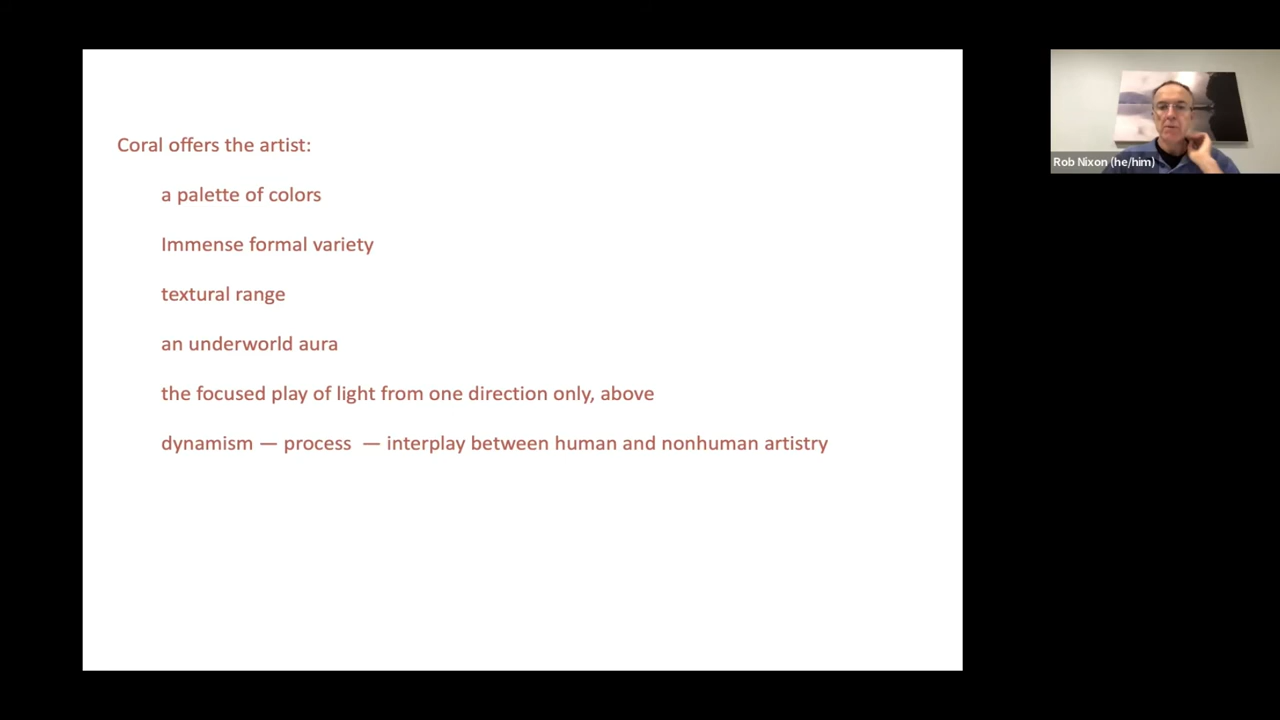 Coral offers the artist:
a palette of colors
Immense formal variety
textural range
an underworld aura
the focused play of light from one direction only, above
dynamism — process — interplay between human and nonhuman artistry
Rob Nixon (he/him)